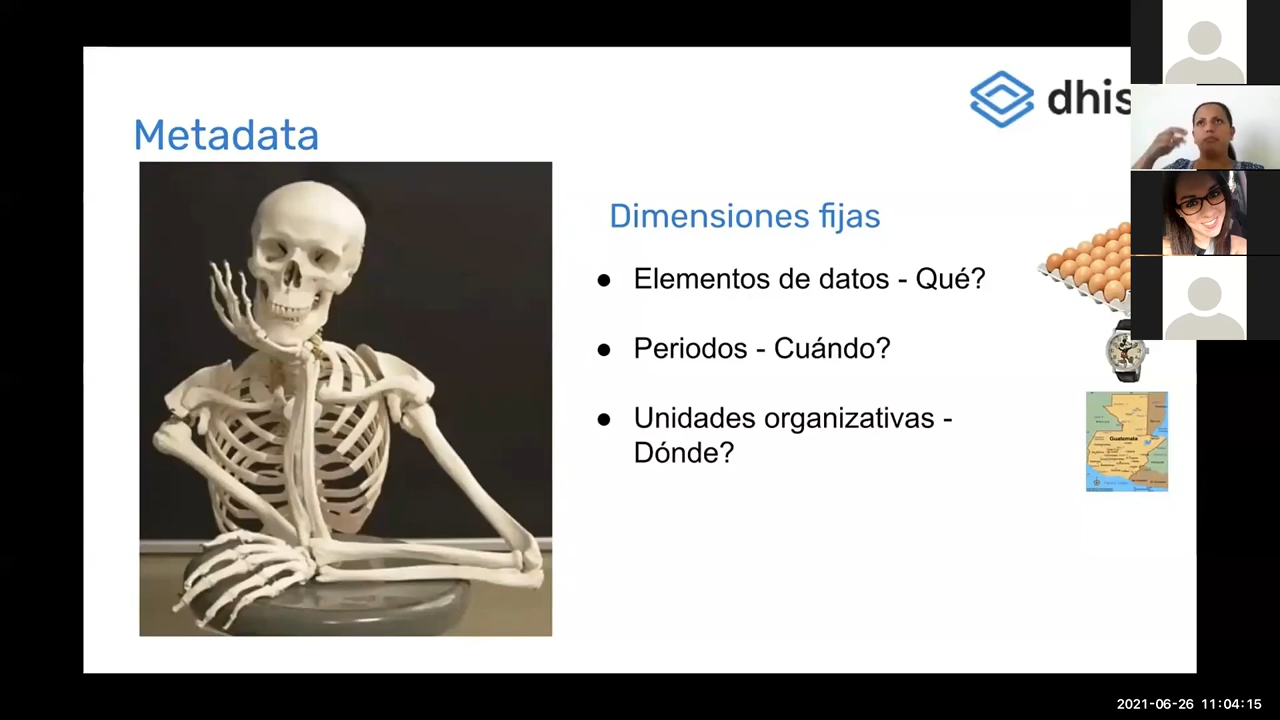 dhis
Metadata
Dimensiones fijas
● Elementos de datos - Qué?
● Periodos - Cuándo?
● Unidades organizativas -
Dónde?
Guatemala
2021-06-26 11:04:15